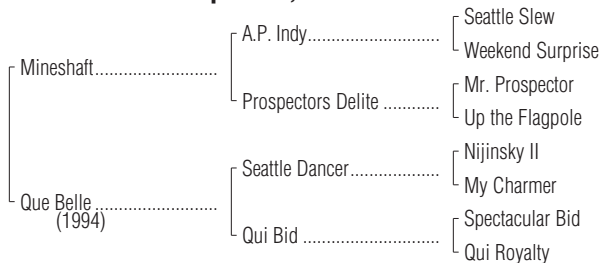 Seattle Slew
A.P. Indy
Weekend Surprise
Mineshaft
Mr. Prospector
Prospectors Delite
Up the Flagpole
Nijinsky II
Seattle Dancer
My Charmer
Que Belle
(1994)
Spectacular Bid
Qui Bid
Qui Royalty